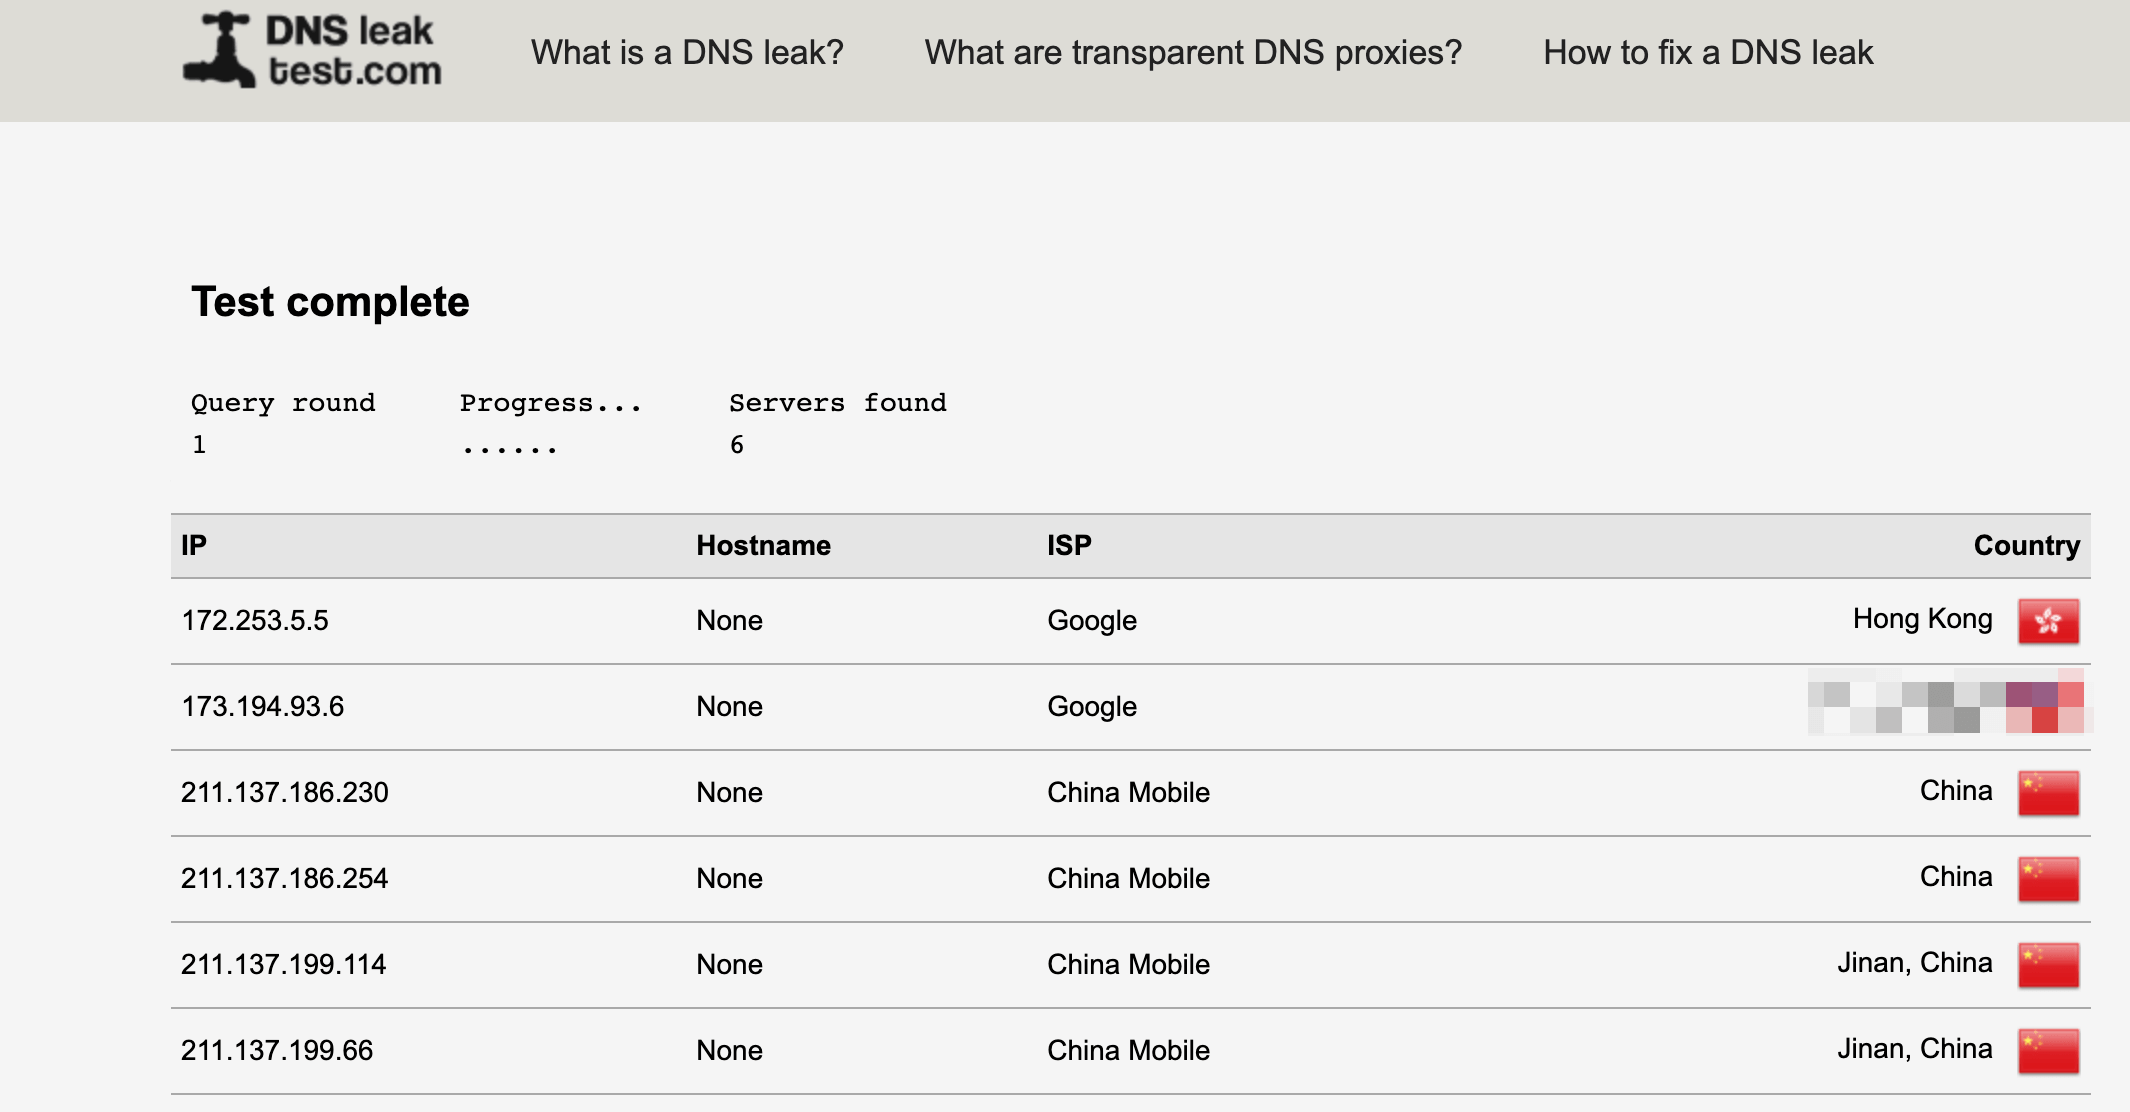 DNS leak
test.com
What is a DNS leak? What are transparent DNS proxies? How to fix a DNS leak
Test complete
Query round Progress... Servers found
1 ...... 6
IP Hostname ISP Country
172.253.5.5 None Google Hong Kong
173.194.93.6 None Google
211.137.186.230 None China Mobile China
211.137.186.254 None China Mobile China
211.137.199.114 None China Mobile Jinan, China
211.137.199.66 None China Mobile Jinan, China